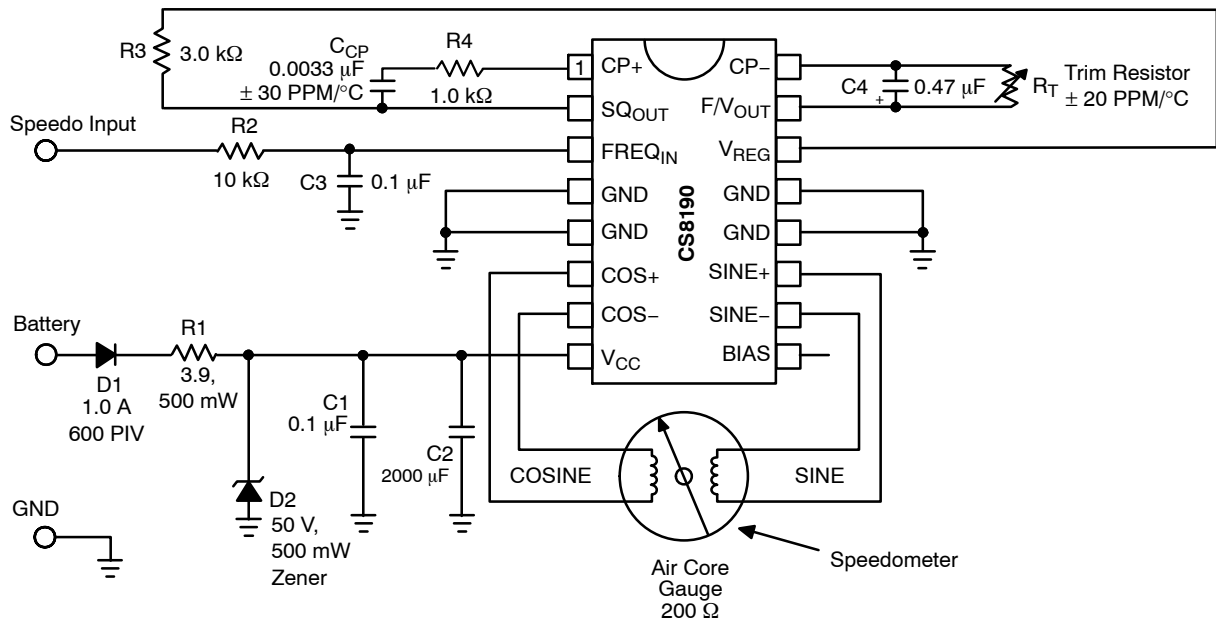 R3
3.0 kΩ
C_CP
0.0033 μF
± 30 PPM/°C
R4
1.0 kΩ
1
CP+
SQ_OUT
FREQ_IN
GND
GND
COS+
COS−
V_CC
CS8190
CP−
F/V_OUT
V_REG
GND
GND
SINE+
SINE−
BIAS
C4
+
0.47 μF
R_T
Trim Resistor
± 20 PPM/°C
Speedo Input
R2
10 kΩ
C3
0.1 μF
Battery
D1
1.0 A
600 PIV
R1
3.9,
500 mW
C1
0.1 μF
C2
2000 μF
D2
50 V,
500 mW
Zener
GND
COSINE
SINE
Air Core
Gauge
200 Ω
Speedometer